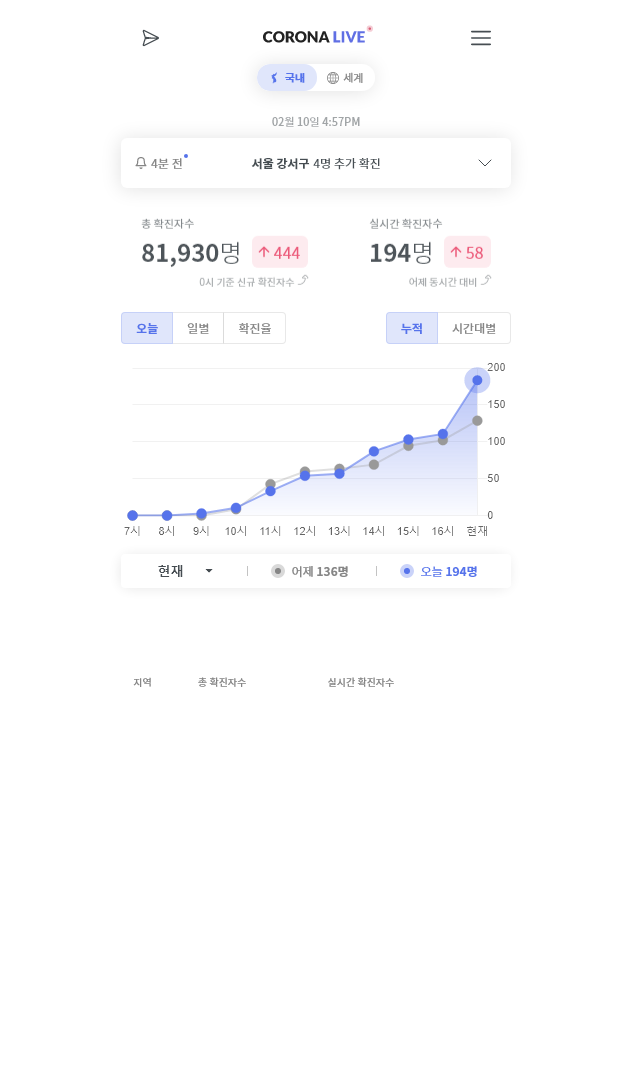 CORONA LIVE
국내 세계
02월 10일 4:57PM
4분 전 서울 강서구 4명 추가 확진
총 확진자수 실시간 확진자수
81,930명 444 194명 58
0시 기준 신규 확진자수 어제 동시간 대비
오늘 일별 확진율 누적 시간대별
200
150
100
50
0
7시 8시 9시 10시 11시 12시 13시 14시 15시 16시 현재
현재 어제 136명 오늘 194명
지역 총 확진자수 실시간 확진자수